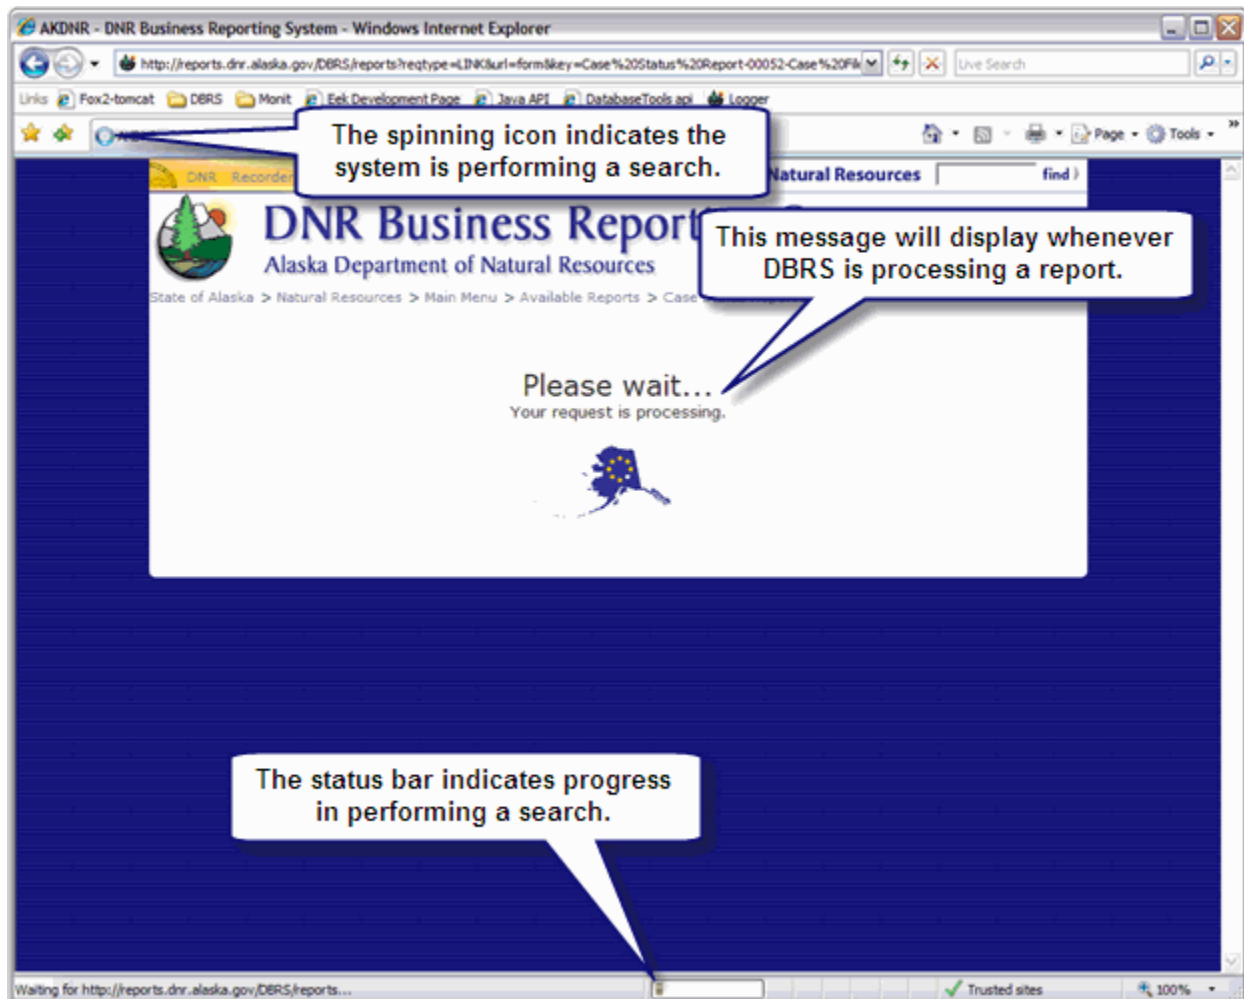 AKDNR - DNR Business Reporting System - Windows Internet Explorer
http://reports.dnr.alaska.gov/DBRS/reports?reqtype=LINK&url=form&key=Case%20Status%20Report-00052-Case%20Fil
Live Search
Links Fox2-tomcat DBRS Monit Eek Development Page Java API DatabaseTools api Logger
Page Tools
The spinning icon indicates the
system is performing a search.
DNR Recorder
Natural Resources find
DNR Business Report
Alaska Department of Natural Resources
This message will display whenever
DBRS is processing a report.
State of Alaska > Natural Resources > Main Menu > Available Reports > Case
Please wait...
Your request is processing.
The status bar indicates progress
in performing a search.
Waiting for http://reports.dnr.alaska.gov/DBRS/reports...
Trusted sites
100%